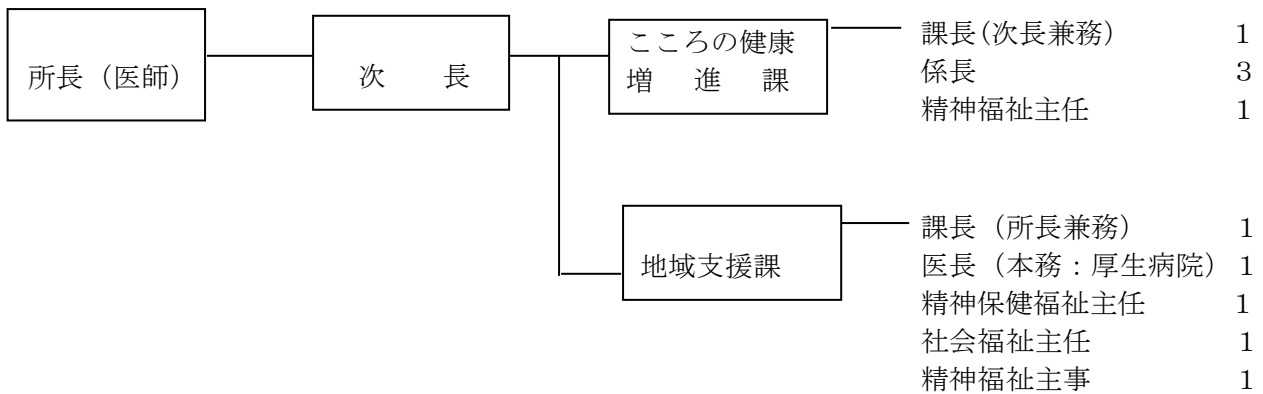 所長（医師）
次　　長
こころの健康
増　進　課
課長(次長兼務)　1
係長　3
精神福祉主任　1
地域支援課
課長（所長兼務）　1
医長（本務：厚生病院）1
精神保健福祉主任　1
社会福祉主任　1
精神福祉主事　1